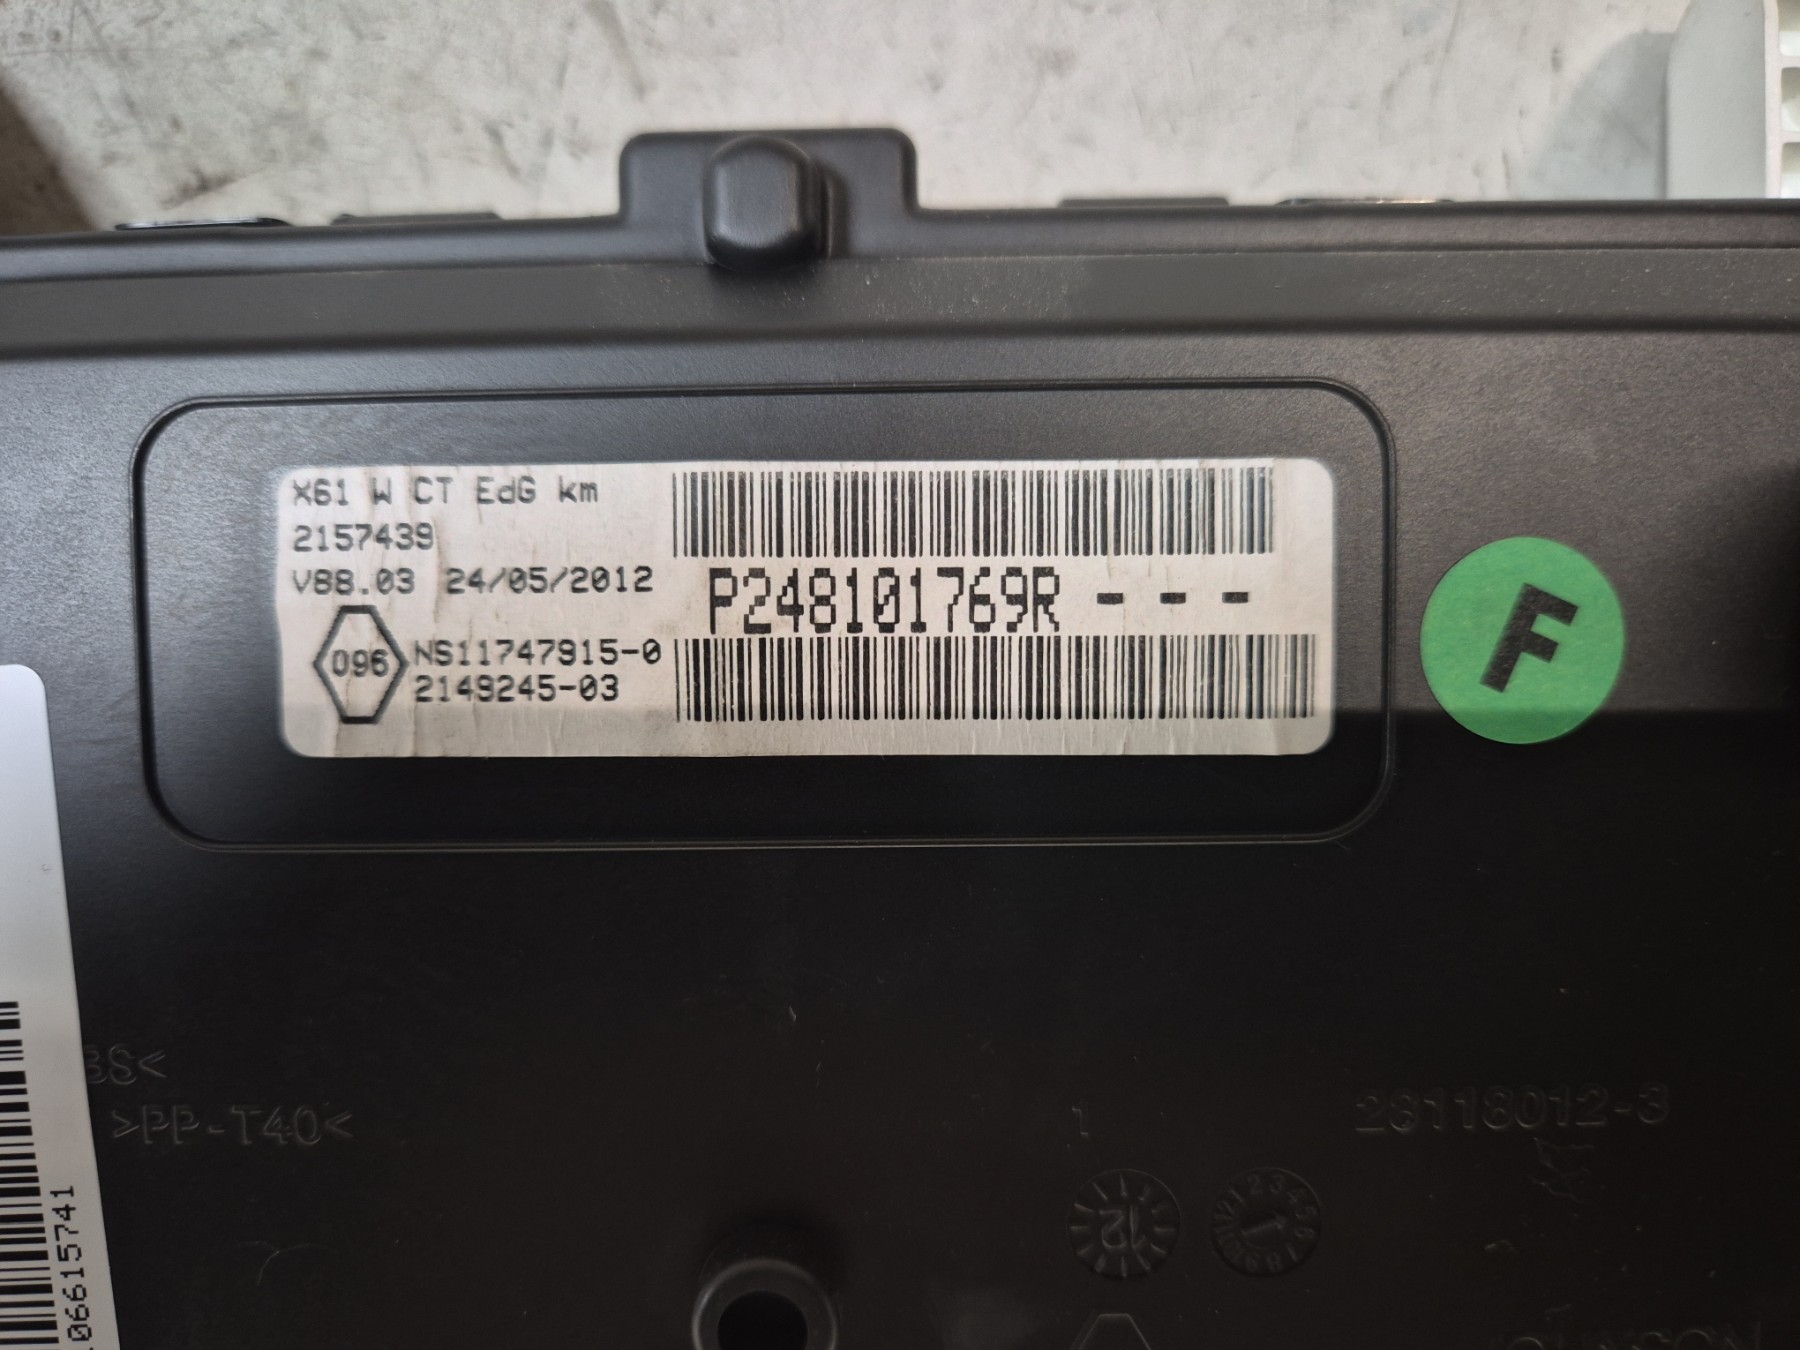 X61 W CT EdG km
2157439
V88.03 24/05/2012
P248101769R - - -
096
NS11747915-0
2149245-03
F
>PP-T40<
1
28118012-3
12
06615741